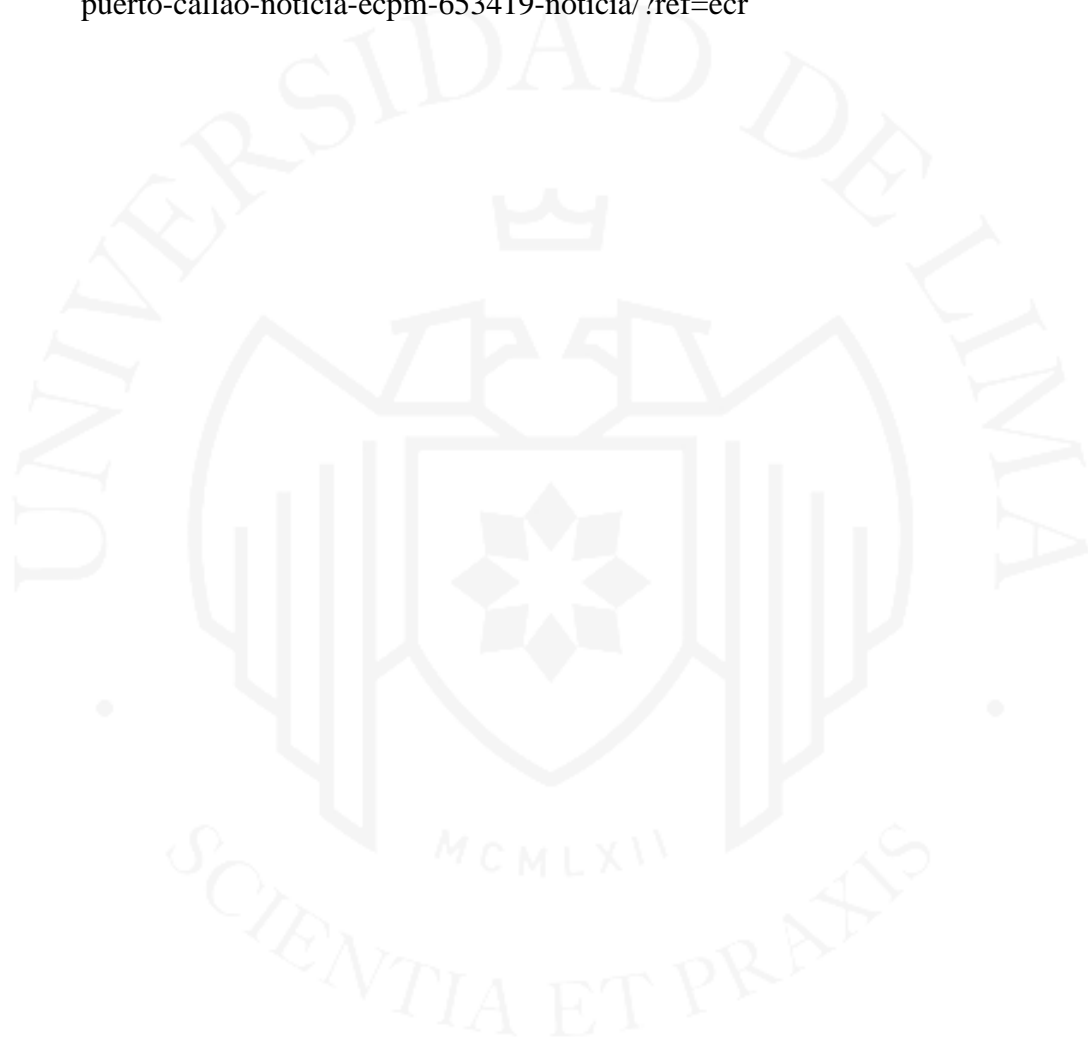 puerto-callao-noticia-ecpm-653419-noticia/?ref=ecr
UNIVERSIDAD DE LIMA
MCMLXII
SCIENTIA ET PRAXIS